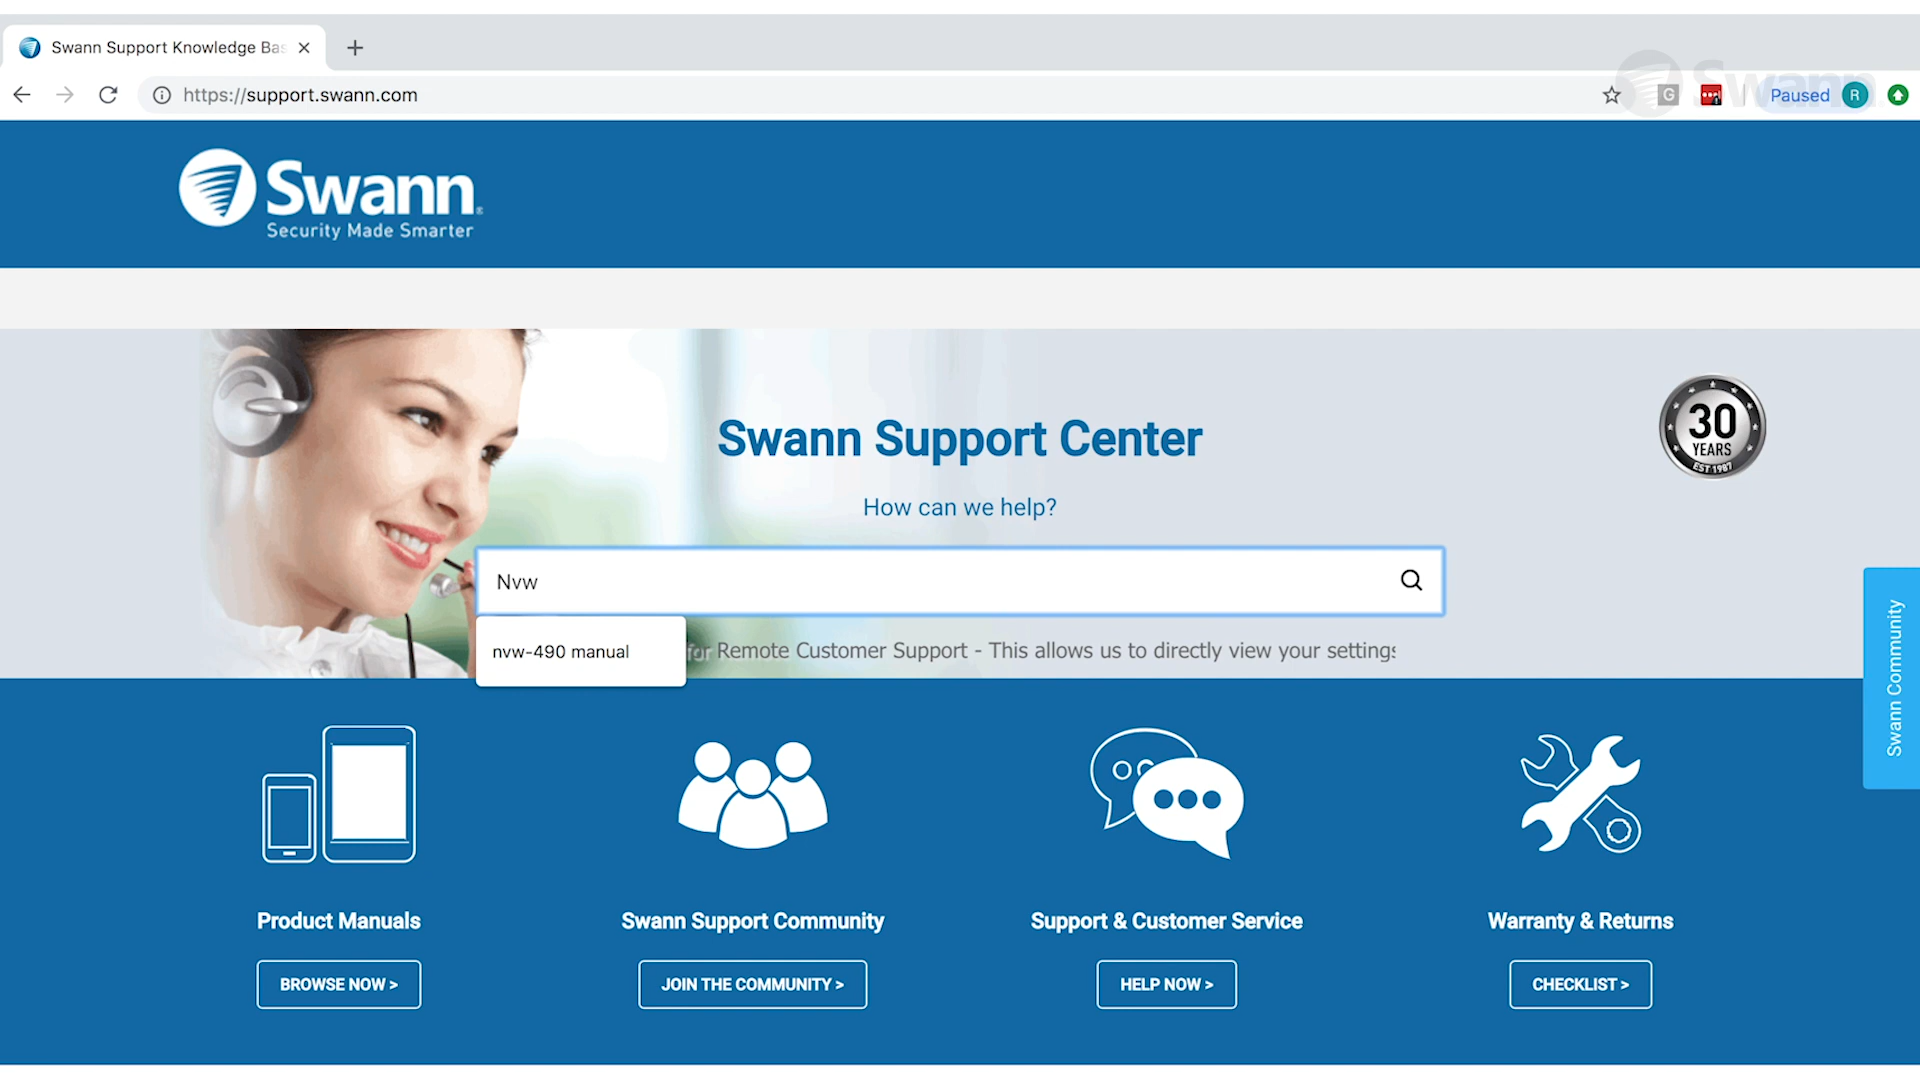 Swann Support Knowledge Bas
https://support.swann.com
G
Swann
Paused
R
Swann
Security Made Smarter
Swann Support Center
How can we help?
30
YEARS
EST 1987
Nvw
nvw-490 manual
for Remote Customer Support - This allows us to directly view your settings
Swann Community
Product Manuals
Swann Support Community
Support & Customer Service
Warranty & Returns
BROWSE NOW >
JOIN THE COMMUNITY >
HELP NOW >
CHECKLIST >